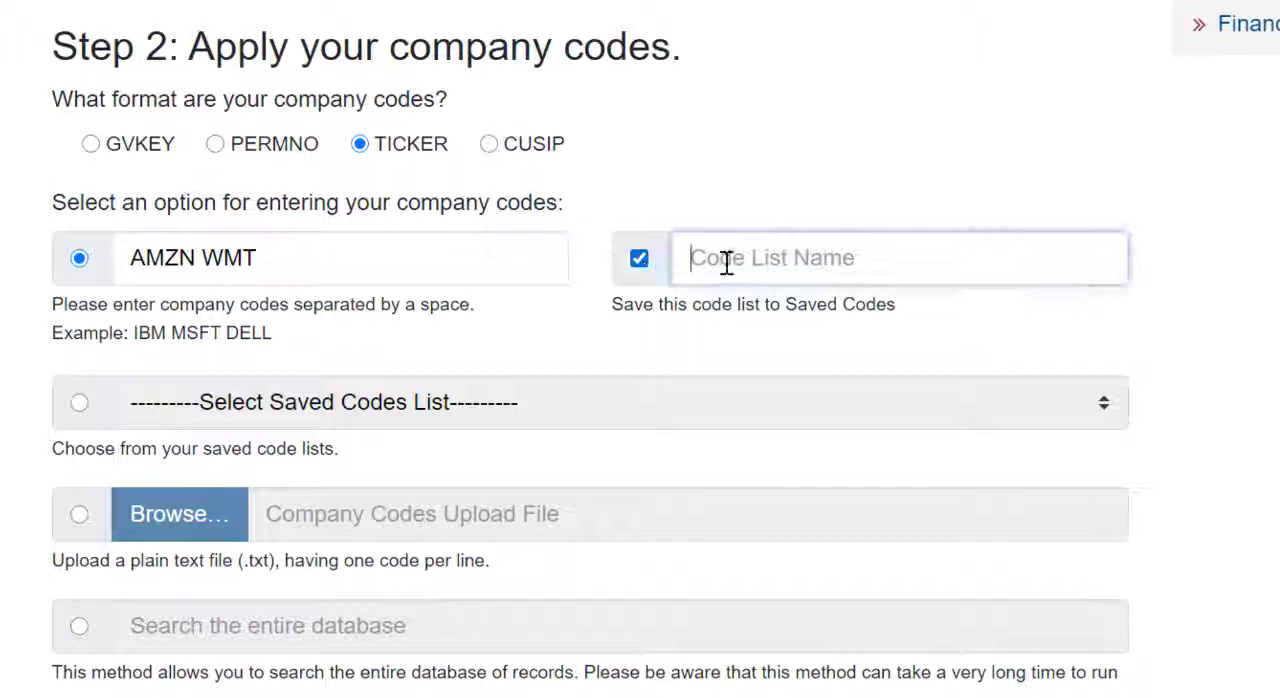 » Financ
Step 2: Apply your company codes.
What format are your company codes?
GVKEY PERMNO TICKER CUSIP
Select an option for entering your company codes:
AMZN WMT Code List Name
Please enter company codes separated by a space. Save this code list to Saved Codes
Example: IBM MSFT DELL
---------Select Saved Codes List---------
Choose from your saved code lists.
Browse... Company Codes Upload File
Upload a plain text file (.txt), having one code per line.
Search the entire database
This method allows you to search the entire database of records. Please be aware that this method can take a very long time to run